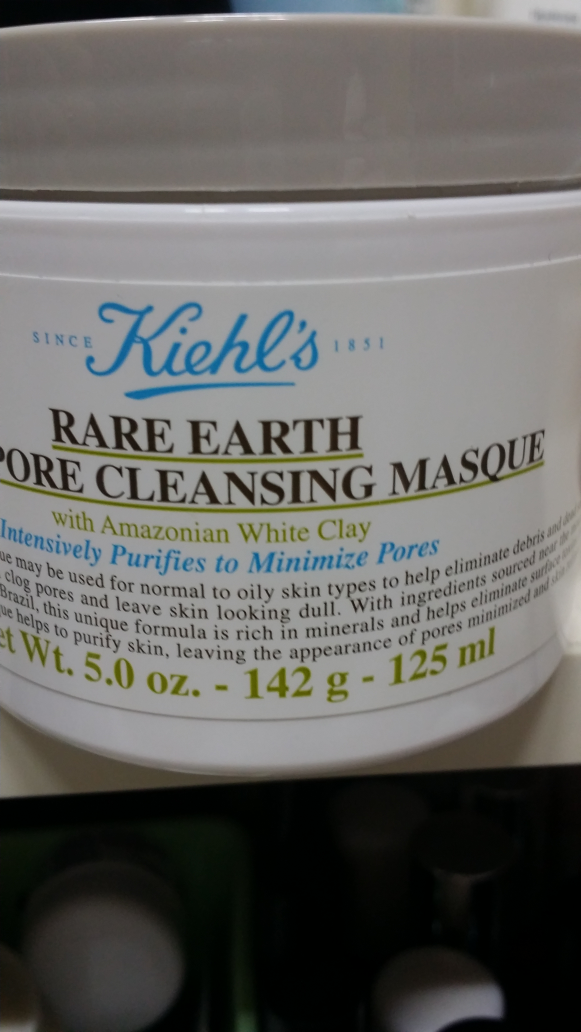 SINCE Kiehl's 1851
RARE EARTH
PORE CLEANSING MASQUE
with Amazonian White Clay
Intensively Purifies to Minimize Pores
ue may be used for normal to oily skin types to help eliminate debris and
clog pores and leave skin looking dull. With ingredients sourced near the
Brazil, this unique formula is rich in minerals and helps eliminate surface
ue helps to purify skin, leaving the appearance of pores minimized and
et Wt. 5.0 oz. - 142 g - 125 ml